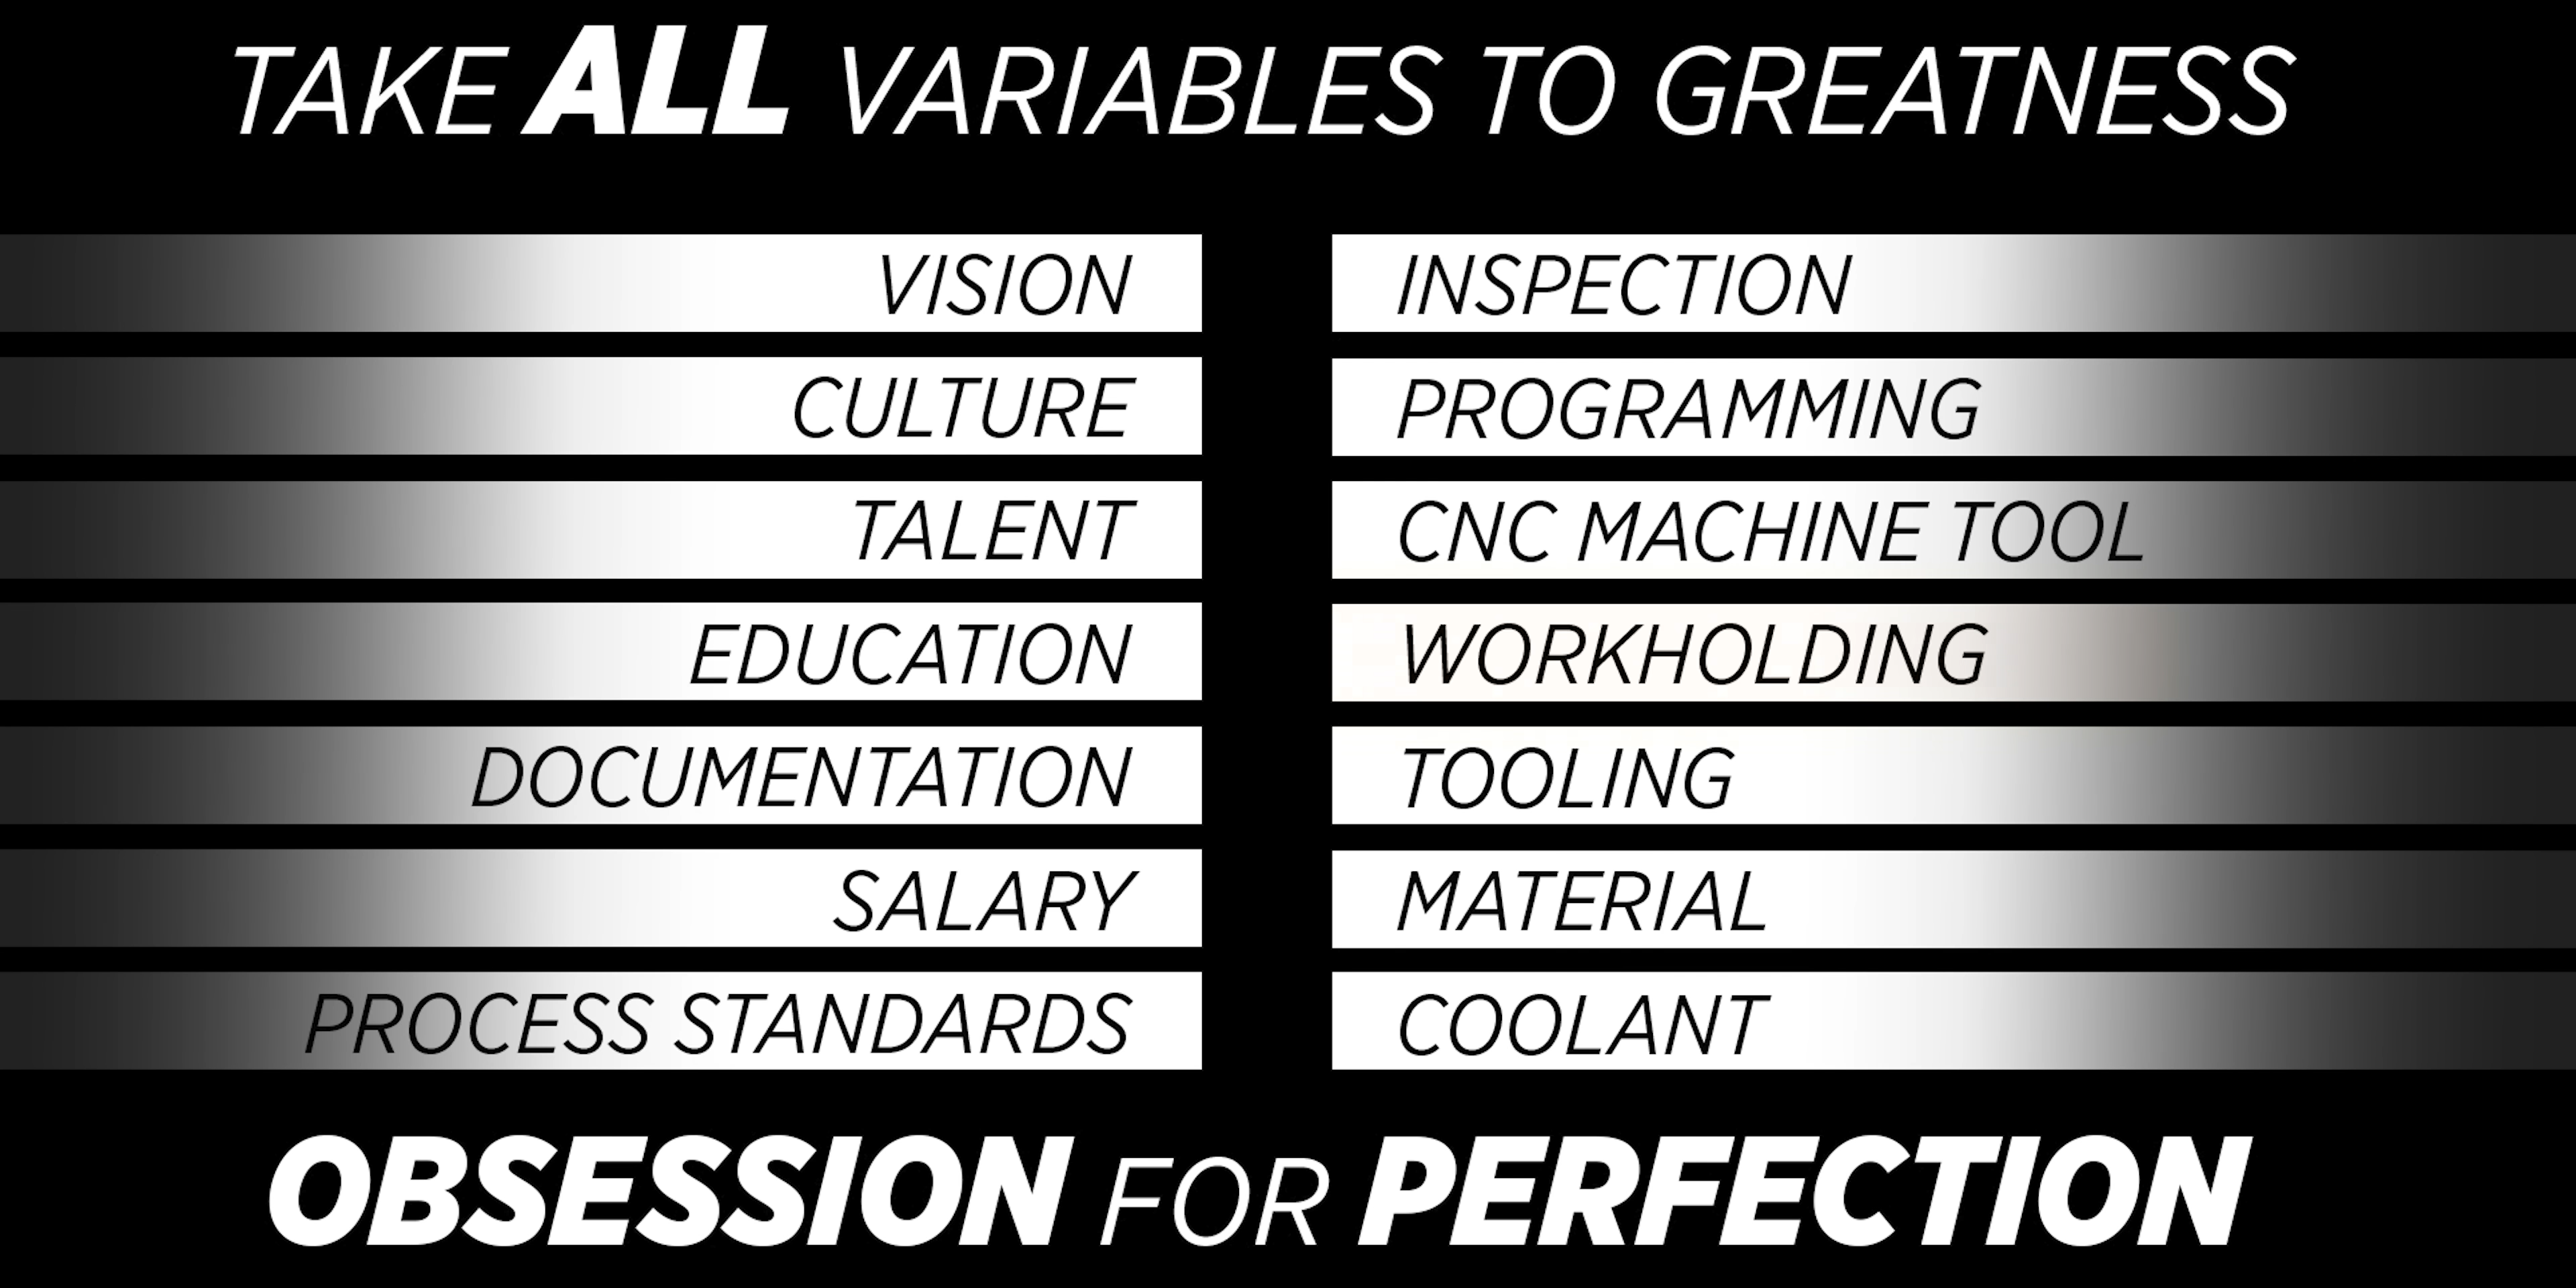 TAKE ALL VARIABLES TO GREATNESS
VISION
CULTURE
TALENT
EDUCATION
DOCUMENTATION
SALARY
PROCESS STANDARDS
INSPECTION
PROGRAMMING
CNC MACHINE TOOL
WORKHOLDING
TOOLING
MATERIAL
COOLANT
OBSESSION FOR PERFECTION